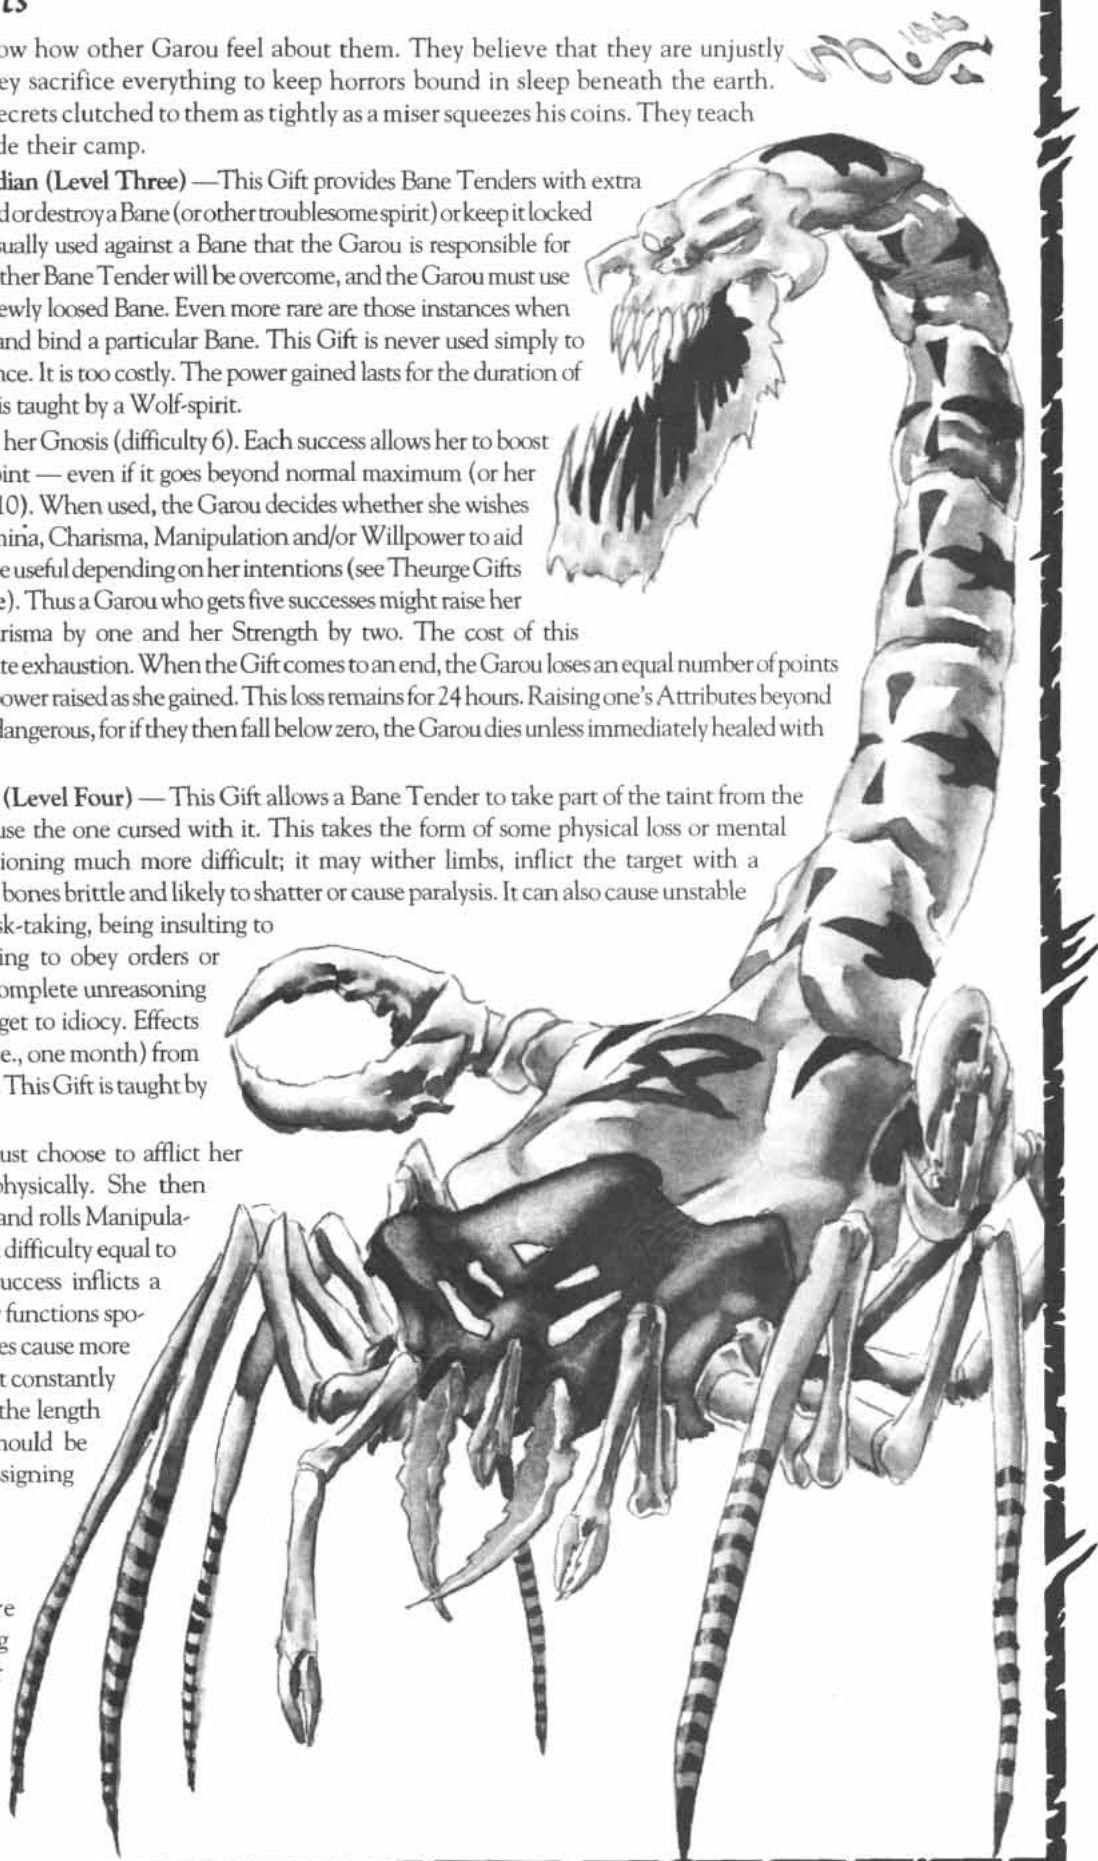 ts
ow how other Garou feel about them. They believe that they are unjustly
ey sacrifice everything to keep horrors bound in sleep beneath the earth.
ecrets clutched to them as tightly as a miser squeezes his coins. They teach
de their camp.
dian (Level Three) —This Gift provides Bane Tenders with extra
d or destroy a Bane (or other troublesome spirit) or keep it locked
sually used against a Bane that the Garou is responsible for
ther Bane Tender will be overcome, and the Garou must use
ewly loosed Bane. Even more rare are those instances when
and bind a particular Bane. This Gift is never used simply to
nce. It is too costly. The power gained lasts for the duration of
is taught by a Wolf-spirit.
her Gnosis (difficulty 6). Each success allows her to boost
oint — even if it goes beyond normal maximum (or her
10). When used, the Garou decides whether she wishes
mina, Charisma, Manipulation and/or Willpower to aid
e useful depending on her intentions (see Theurge Gifts
e). Thus a Garou who gets five successes might raise her
risma by one and her Strength by two. The cost of this
te exhaustion. When the Gift comes to an end, the Garou loses an equal number of points
ower raised as she gained. This loss remains for 24 hours. Raising one's Attributes beyond
dangerous, for if they then fall below zero, the Garou dies unless immediately healed with
(Level Four) — This Gift allows a Bane Tender to take part of the taint from the
use the one cursed with it. This takes the form of some physical loss or mental
tioning much more difficult; it may wither limbs, inflict the target with a
bones brittle and likely to shatter or cause paralysis. It can also cause unstable
sk-taking, being insulting to
ing to obey orders or
omplete unreasoning
get to idiocy. Effects
e., one month) from
This Gift is taught by
ust choose to afflict her
physically. She then
and rolls Manipula-
difficulty equal to
uccess inflicts a
functions spo-
es cause more
t constantly
the length
hould be
signing
re
g